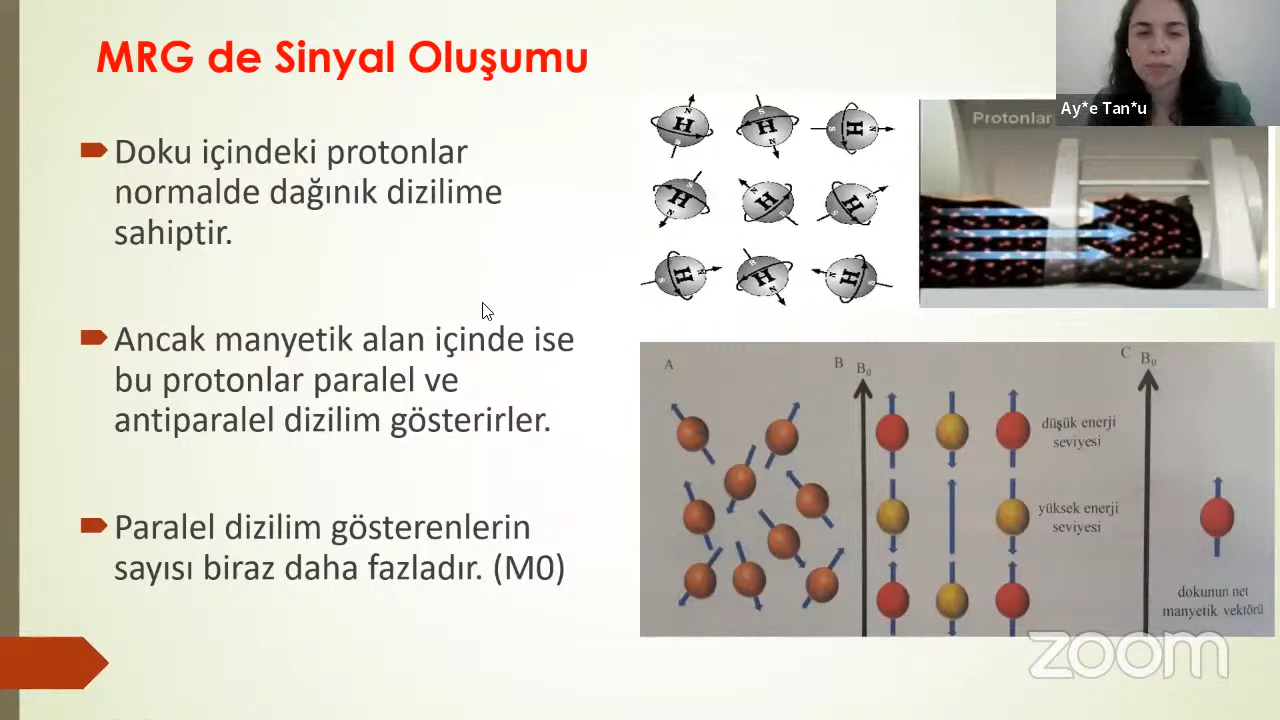 MRG de Sinyal Oluşumu
Ay*e Tan*u
Protonlar
Doku içindeki protonlar
normalde dağınık dizilime
sahiptir.
Ancak manyetik alan içinde ise
bu protonlar paralel ve
antiparalel dizilim gösterirler.
Paralel dizilim gösterenlerin
sayısı biraz daha fazladır. (M0)
A
B
B₀
düşük enerji
seviyesi
yüksek enerji
seviyesi
C
B₀
dokunun net
manyetik vektörü
zoom